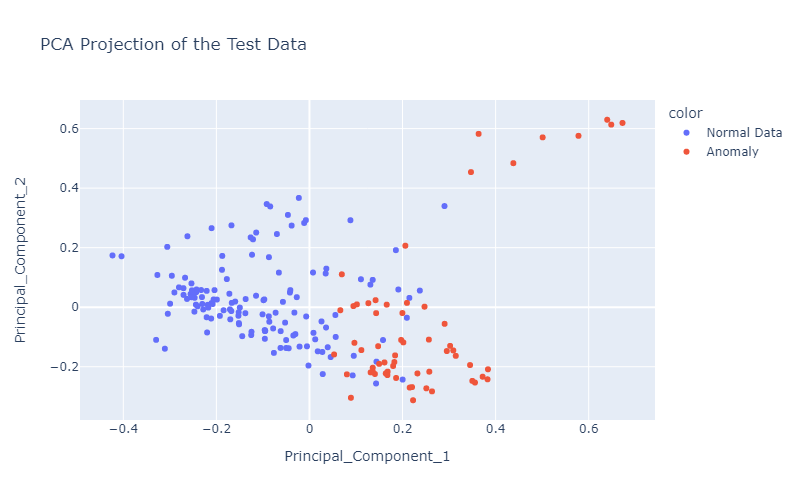 PCA Projection of the Test Data
color
Normal Data
Anomaly
Principal_Component_2
0.6
0.4
0.2
0
−0.2
−0.4 −0.2 0 0.2 0.4 0.6
Principal_Component_1